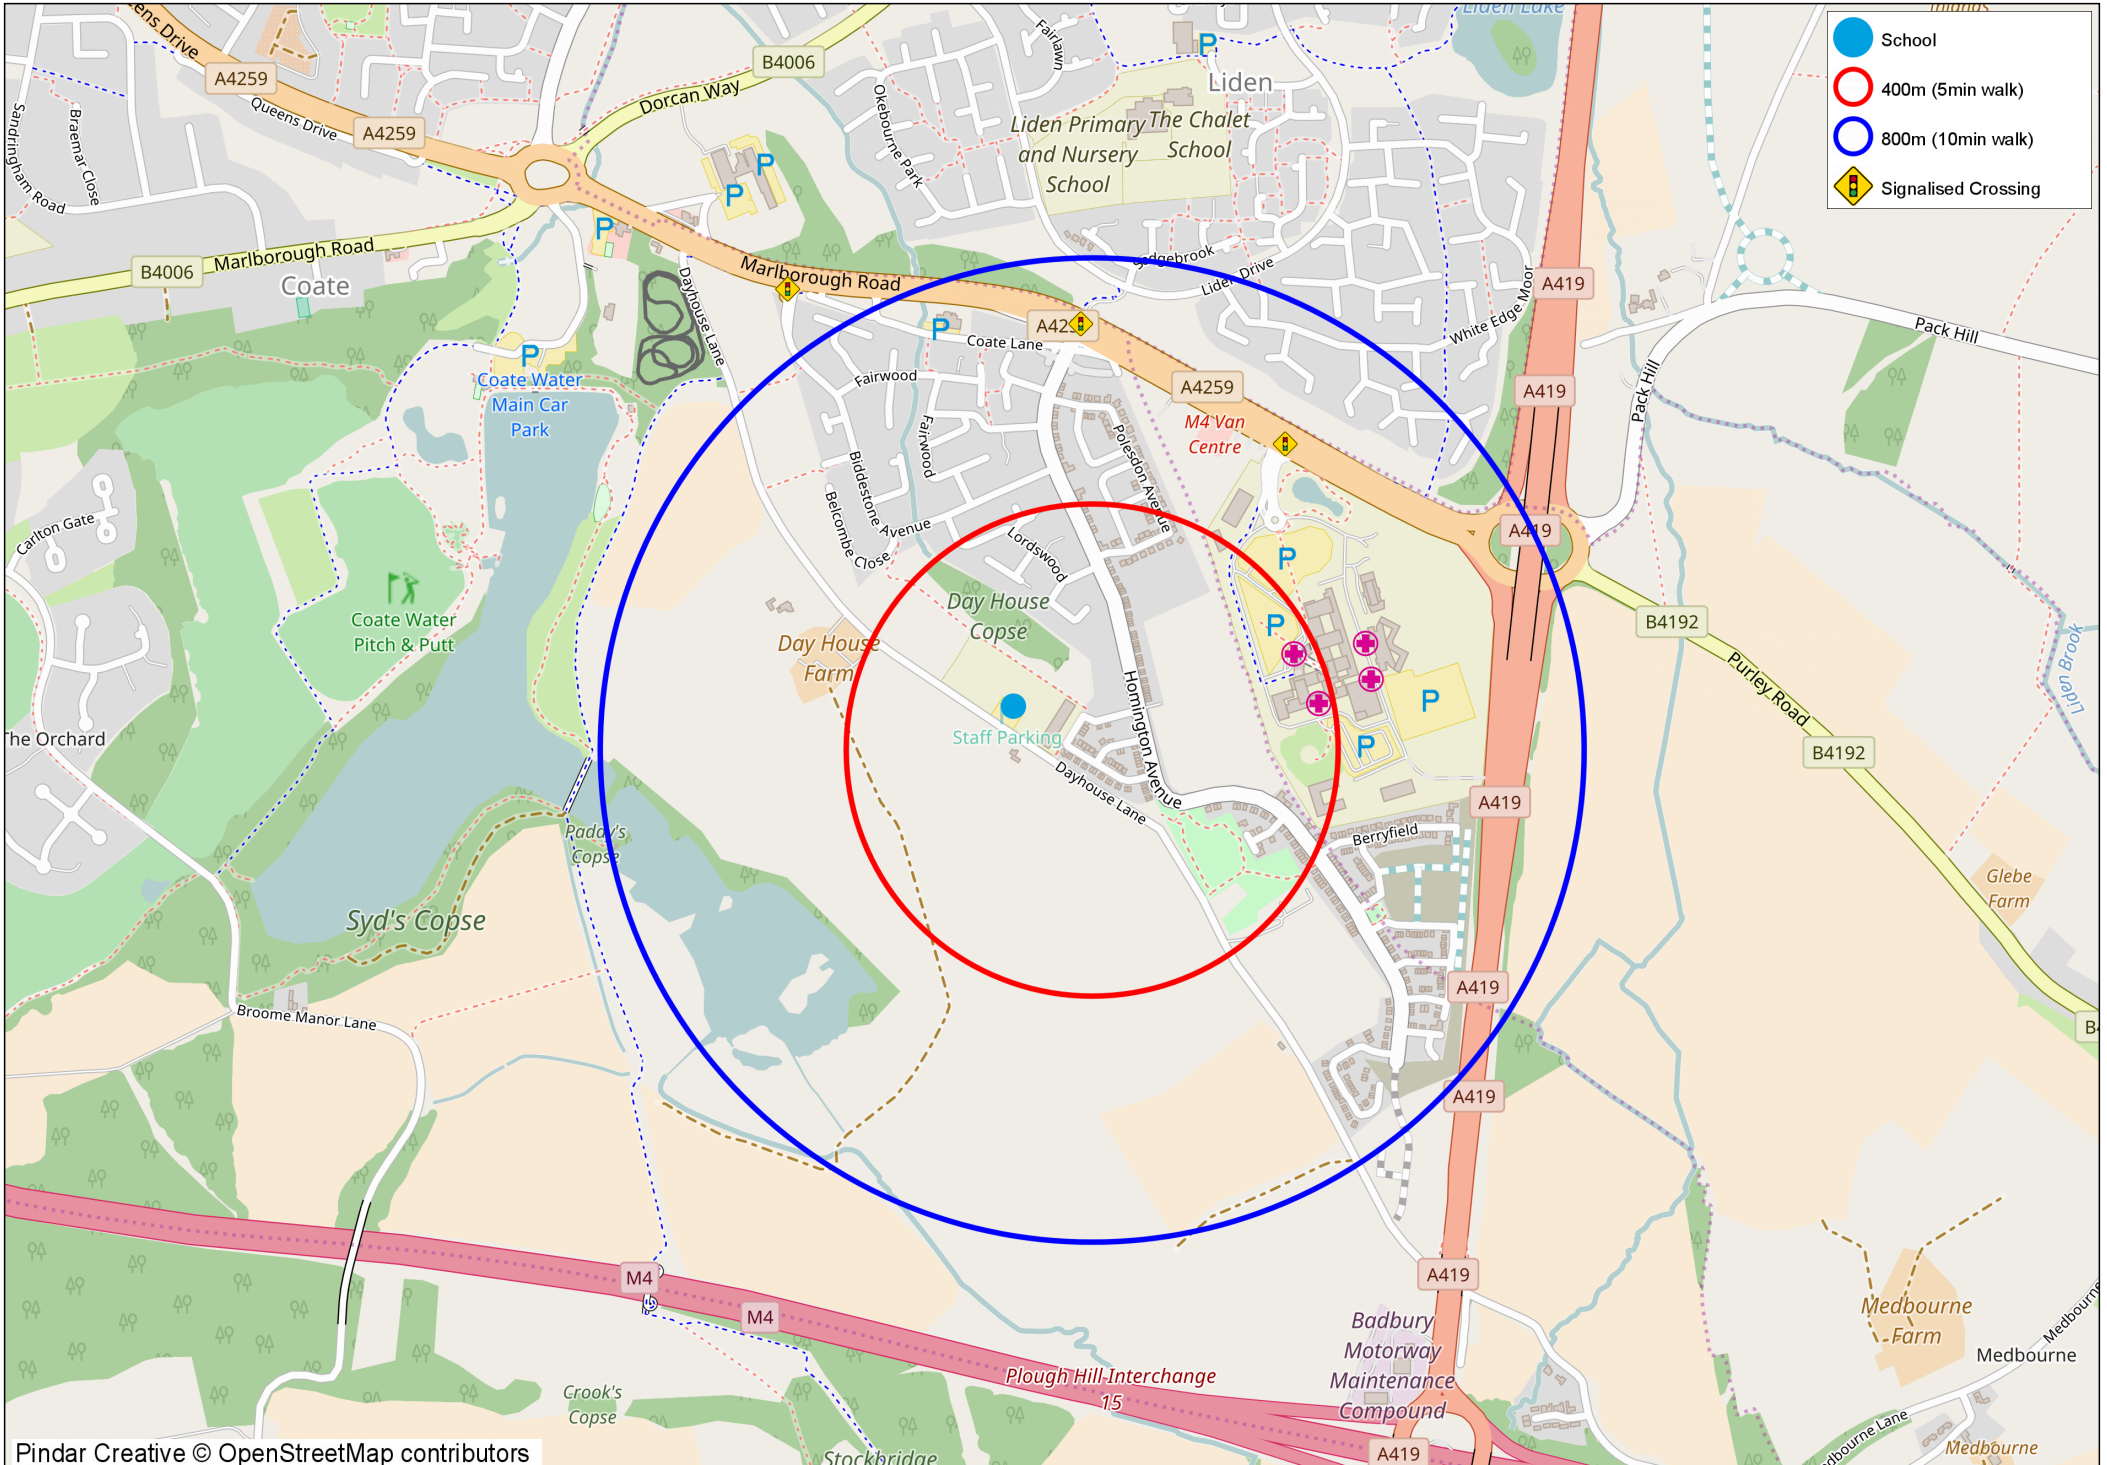 Liden Lake
Inlands
School
400m (5min walk)
800m (10min walk)
Signalised Crossing
A4259
Queens Drive
A4259
B4006
Dorcan Way
Fairlawn
P
Liden
Sandringham Road
Braemar Close
Okebourne Park
Liden Primary
and Nursery
School
The Chalet
School
P
P
P
Marlborough Road
B4006
Coate
Dayhouse Lane
Marlborough Road
Sedgebrook
Liden Drive
White Edge Moor
A419
Pack Hill
Pack Hill
P
Coate Water
Main Car
Park
P
Coate Lane
Fairwood
Fairwood
A4259
M4 Van
Centre
A419
Polesdon Avenue
Biddestone Avenue
Belcombe Close
Lordswood
Carlton Gate
A419
P
P
P
P
Coate Water
Pitch & Putt
Day House
Copse
Day House
Farm
Staff Parking
Homington Avenue
Dayhouse Lane
B4192
Purley Road
B4192
Liden Brook
The Orchard
A419
Berryfield
Paddy's
Copse
Syd's Copse
Glebe
Farm
A419
Broome Manor Lane
A419
M4
M4
A419
Badbury
Motorway
Maintenance
Compound
Plough Hill Interchange
15
Crook's
Copse
Stockbridge
A419
Medbourne
Farm
Medbourne
Medbourne
Medbourne
Pindar Creative © OpenStreetMap contributors